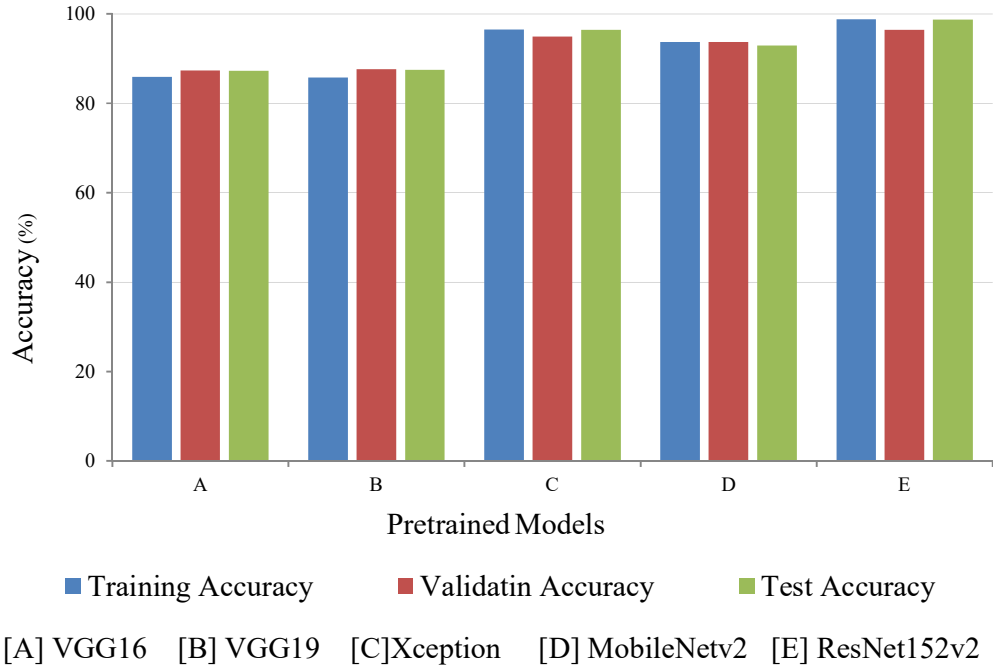 100
80
60
40
20
0
Accuracy (%)
A B C D E
Pretrained Models
Training Accuracy Validatin Accuracy Test Accuracy
[A] VGG16 [B] VGG19 [C]Xception [D] MobileNetv2 [E] ResNet152v2